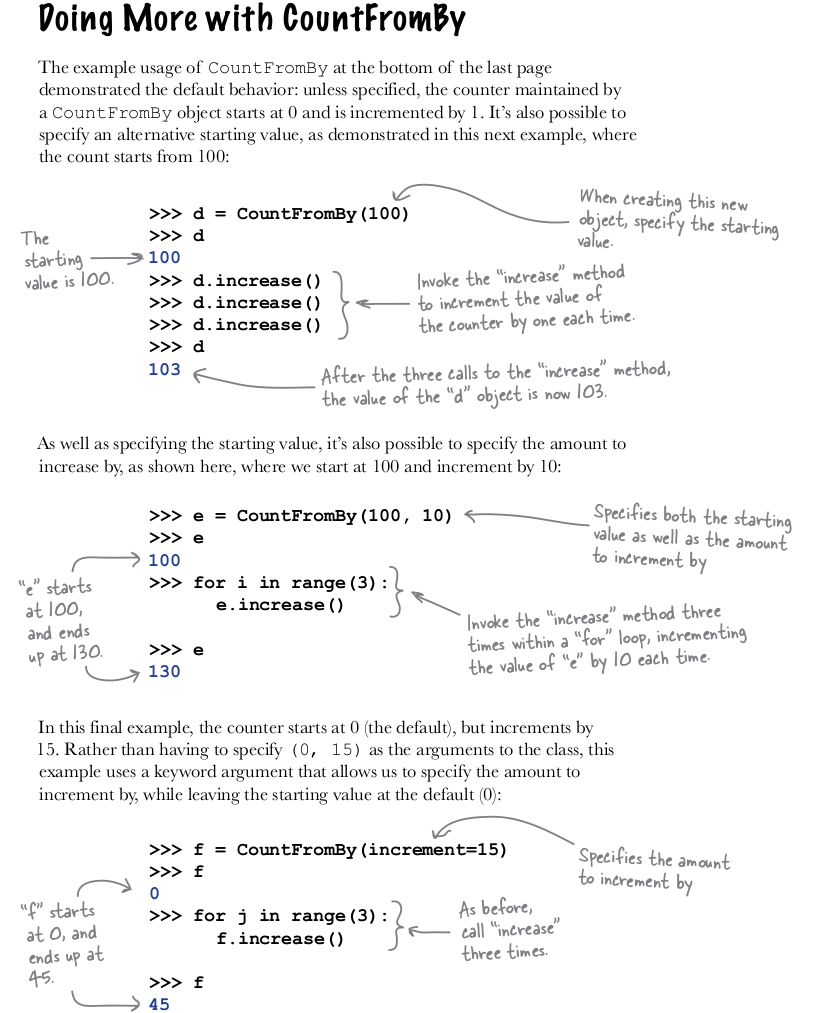 Doing More with CountFromBy
The example usage of CountFromBy at the bottom of the last page
demonstrated the default behavior: unless specified, the counter maintained by
a CountFromBy object starts at 0 and is incremented by 1. It’s also possible to
specify an alternative starting value, as demonstrated in this next example, where
the count starts from 100:
>>> d = CountFromBy(100)
When creating this new
object, specify the starting
value.
>>> d
The
starting
value is 100.
100
>>> d.increase()
>>> d.increase()
>>> d.increase()
Invoke the “increase” method
to increment the value of
the counter by one each time.
>>> d
103
After the three calls to the “increase” method,
the value of the “d” object is now 103.
As well as specifying the starting value, it’s also possible to specify the amount to
increase by, as shown here, where we start at 100 and increment by 10:
>>> e = CountFromBy(100, 10)
Specifies both the starting
value as well as the amount
to increment by
>>> e
100
“e” starts
at 100,
and ends
up at 130.
>>> for i in range(3):
e.increase()
Invoke the “increase” method three
times within a “for” loop, incrementing
the value of “e” by 10 each time.
>>> e
130
In this final example, the counter starts at 0 (the default), but increments by
15. Rather than having to specify (0, 15) as the arguments to the class, this
example uses a keyword argument that allows us to specify the amount to
increment by, while leaving the starting value at the default (0):
>>> f = CountFromBy(increment=15)
Specifies the amount
to increment by
>>> f
0
“f” starts
at 0, and
ends up at
45.
>>> for j in range(3):
f.increase()
As before,
call “increase”
three times.
>>> f
45